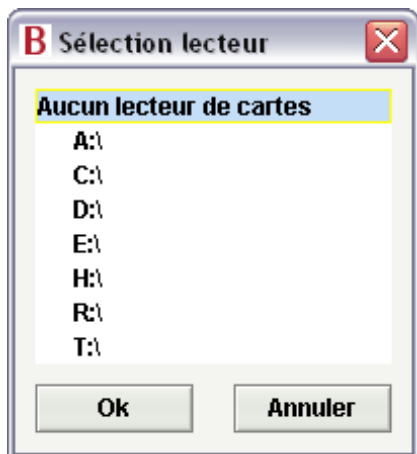 B Sélection lecteur
Aucun lecteur de cartes
A:\
C:\
D:\
E:\
H:\
R:\
T:\
Ok Annuler